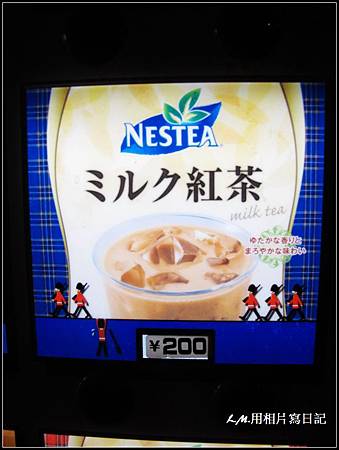 NESTEA
ミルク紅茶
milk tea
ゆたかな香りと
まろやかな味わい
¥200
L.M.用相片寫日記